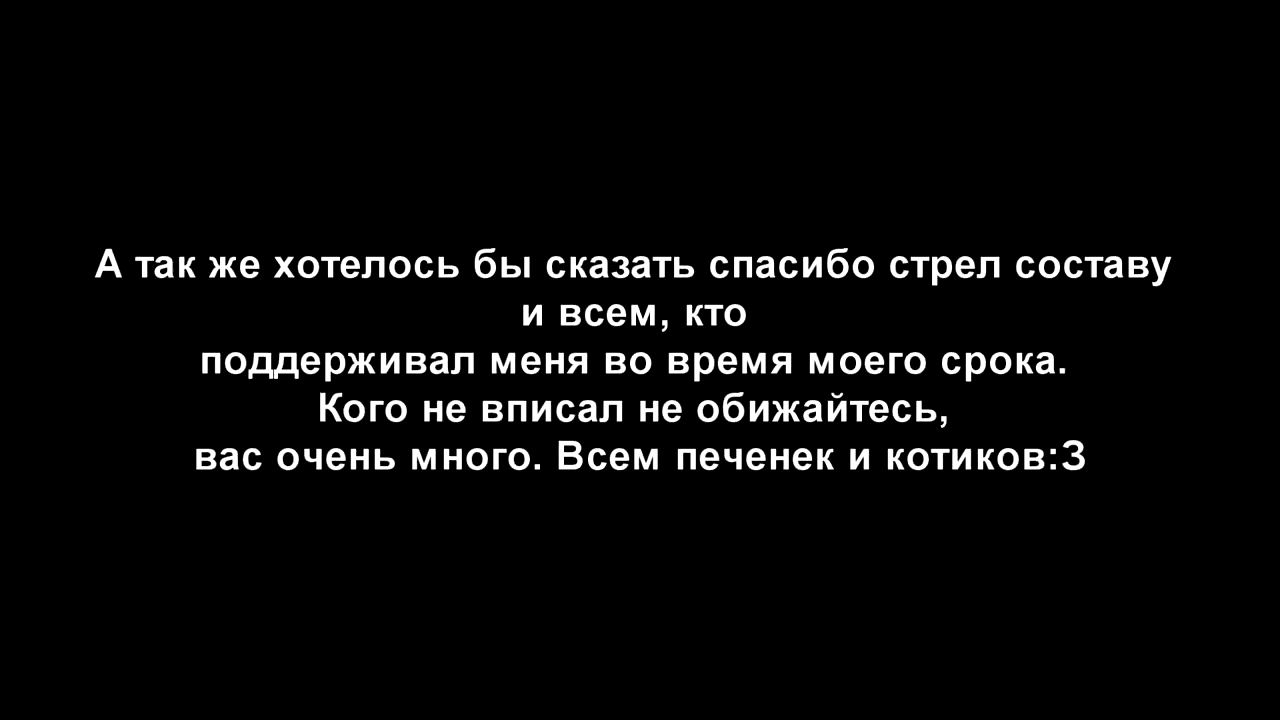 А так же хотелось бы сказать спасибо стрел составу
и всем, кто
поддерживал меня во время моего срока.
Кого не вписал не обижайтесь,
вас очень много. Всем печенек и котиков:З